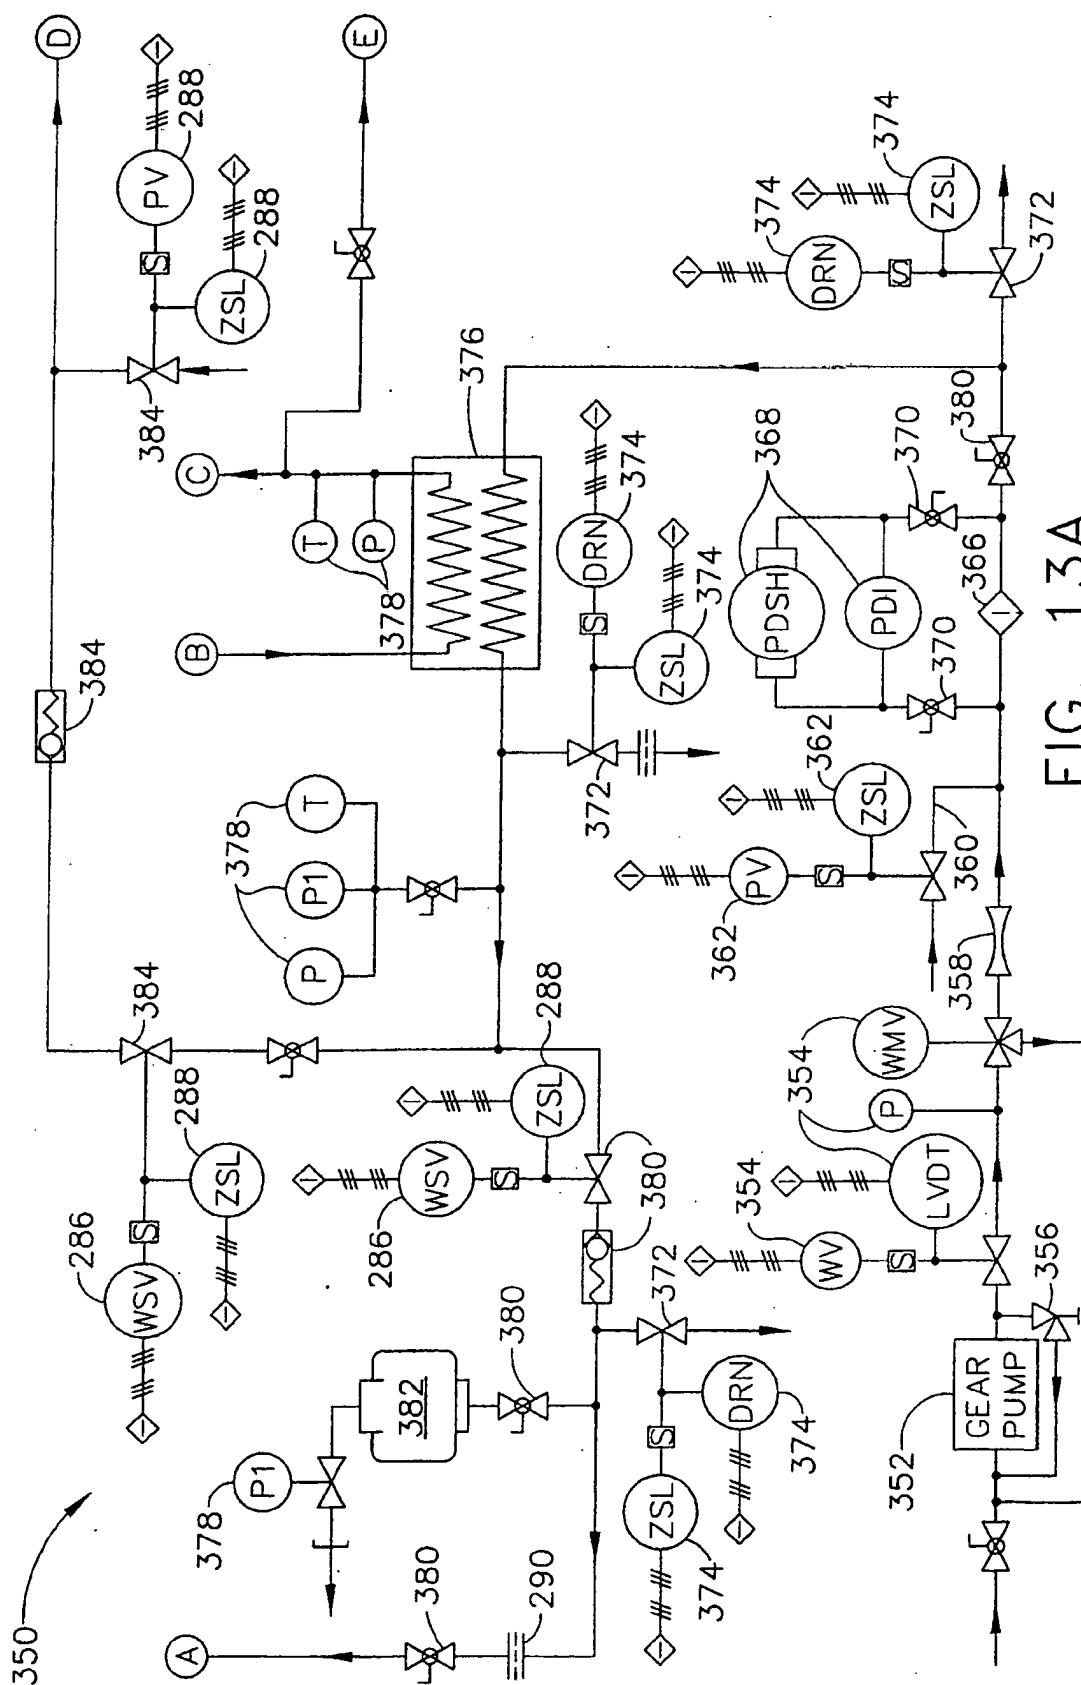 350
D
286
384
384
WSV
S
384
384
S
PV
288
A
288
ZSL
B
C
ZSL
288
378
P1
378
P
P1
T
T
E
P
378
286
380
382
WSV
S
376
380
290
ZSL
288
372
S
DRN
374
380
ZSL
S
372
ZSL
374
374
DRN
374
354
362
PV
S
362
PDSH
368
374
WV
S
354
ZSL
DRN
S
374
P
WMV
PDI
370
352
LVDT
370
ZSL
GEAR
PUMP
358
360
366
380
356
372
FIG. 13A